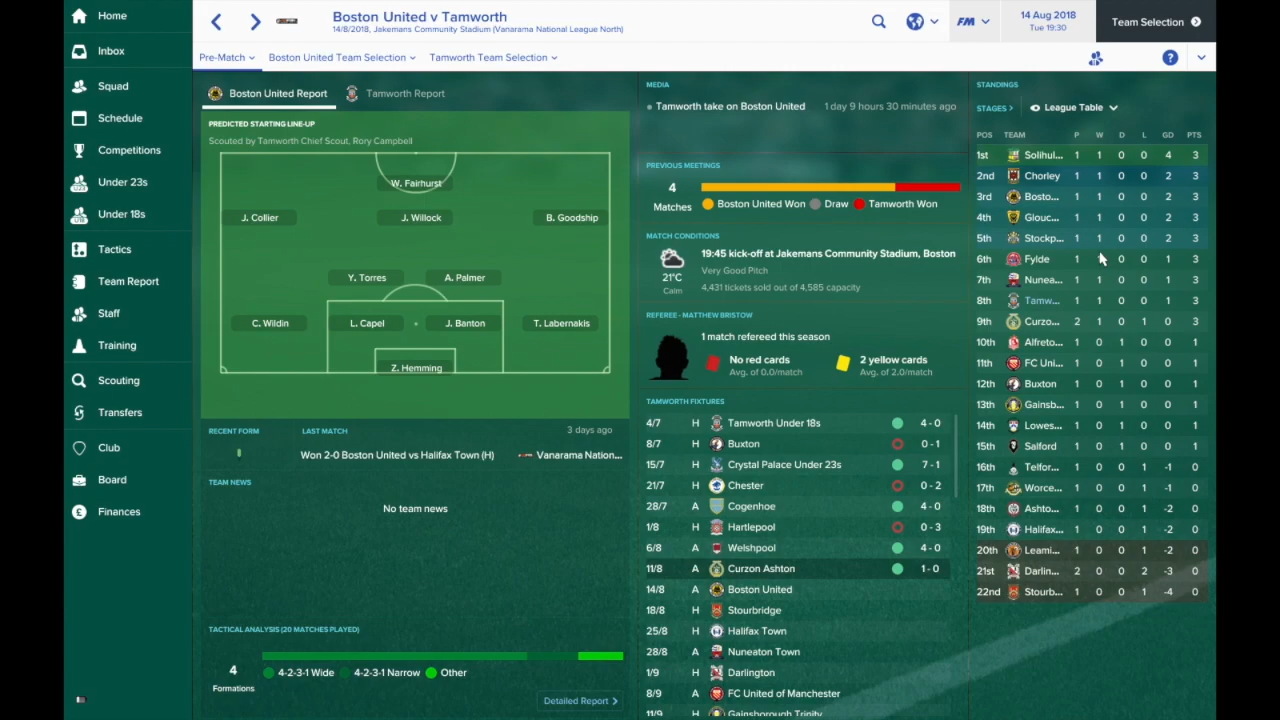 Home
Inbox
Squad
Schedule
Competitions
Under 23s
Under 18s
Tactics
Team Report
Staff
Training
Scouting
Transfers
Club
Board
Finances
Boston United v Tamworth
14/8/2018, Jakemans Community Stadium (Vanarama National League North)
FM
14 Aug 2018
Tue 19:30
Team Selection
Pre-Match
Boston United Team Selection
Tamworth Team Selection
Boston United Report
Tamworth Report
PREDICTED STARTING LINE-UP
Scouted by Tamworth Chief Scout, Rory Campbell
W. Fairhurst
J. Collier J. Willock B. Goodship
Y. Torres A. Palmer
C. Wildin L. Capel J. Banton T. Labernakis
Z. Hemming
RECENT FORM
LAST MATCH 3 days ago
Won 2-0 Boston United vs Halifax Town (H) Vanarama Nation...
TEAM NEWS
No team news
TACTICAL ANALYSIS (20 MATCHES PLAYED)
4
Formations
4-2-3-1 Wide 4-2-3-1 Narrow Other
Detailed Report
MEDIA
Tamworth take on Boston United 1 day 9 hours 30 minutes ago
PREVIOUS MEETINGS
4
Matches
Boston United Won Draw Tamworth Won
MATCH CONDITIONS
21°C
Calm
19:45 kick-off at Jakemans Community Stadium, Boston
Very Good Pitch
4,431 tickets sold out of 4,585 capacity
REFEREE - MATTHEW BRISTOW
1 match refereed this season
No red cards
Avg. of 0.0/match
2 yellow cards
Avg. of 2.0/match
TAMWORTH FIXTURES
4/7 H Tamworth Under 18s 4 - 0
8/7 H Buxton 0 - 1
15/7 H Crystal Palace Under 23s 7 - 1
21/7 H Chester 0 - 2
28/7 A Cogenhoe 4 - 0
1/8 H Hartlepool 0 - 3
6/8 A Welshpool 4 - 0
11/8 A Curzon Ashton 1 - 0
14/8 A Boston United
18/8 H Stourbridge
25/8 H Halifax Town
28/8 A Nuneaton Town
1/9 H Darlington
8/9 A FC United of Manchester
11/9 H Gainsborough Trinity
STANDINGS
STAGES > League Table
POS TEAM P W D L GD PTS
1st Solihul... 1 1 0 0 4 3
2nd Chorley 1 1 0 0 2 3
3rd Bosto... 1 1 0 0 2 3
4th Glouc... 1 1 0 0 2 3
5th Stockp... 1 1 0 0 2 3
6th Fylde 1 1 0 0 1 3
7th Nunea... 1 1 0 0 1 3
8th Tamw... 1 1 0 0 1 3
9th Curzo... 2 1 0 1 0 3
10th Alfreto... 1 0 1 0 0 1
11th FC Uni... 1 0 1 0 0 1
12th Buxton 1 0 1 0 0 1
13th Gainsb... 1 0 1 0 0 1
14th Lowes... 1 0 1 0 0 1
15th Salford 1 0 1 0 0 1
16th Telfor... 1 0 0 1 -1 0
17th Worce... 1 0 0 1 -1 0
18th Ashto... 1 0 0 1 -2 0
19th Halifax... 1 0 0 1 -2 0
20th Leami... 1 0 0 1 -2 0
21st Darlin... 2 0 0 2 -3 0
22nd Stourb... 1 0 0 1 -4 0